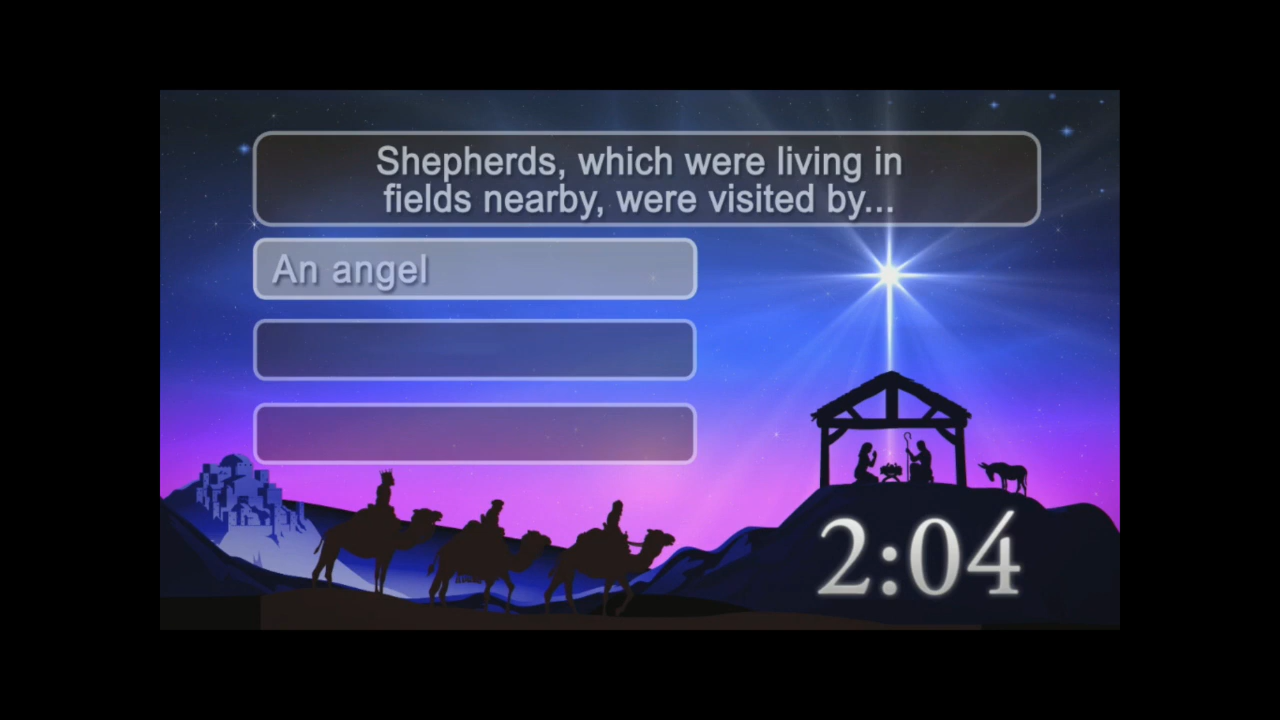 Shepherds, which were living in
fields nearby, were visited by...
An angel
2:04